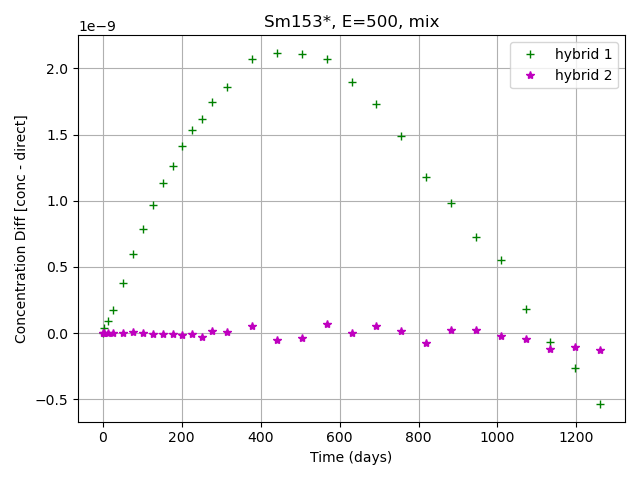 Sm153*, E=500, mix
1e−9
hybrid 1
hybrid 2
Concentration Diff [conc - direct]
2.0
1.5
1.0
0.5
0.0
−0.5
0 200 400 600 800 1000 1200
Time (days)